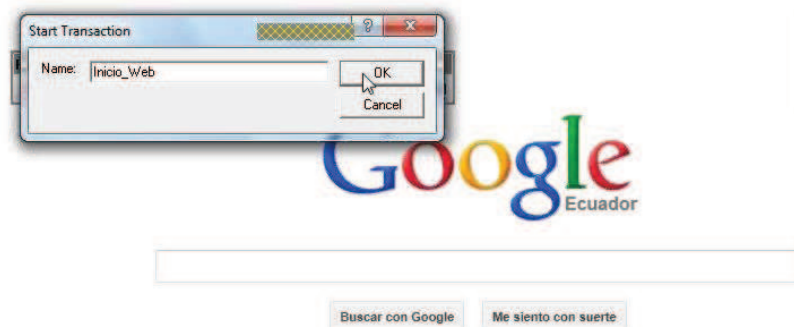 Start Transaction
Name: Inicio_Web
OK
Cancel
Google
Ecuador
Buscar con Google Me siento con suerte